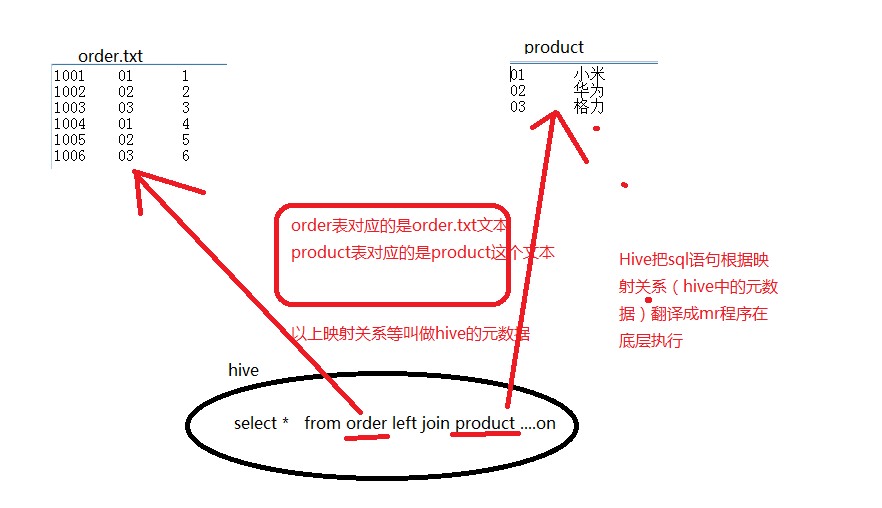 order.txt
1001 01 1
1002 02 2
1003 03 3
1004 01 4
1005 02 5
1006 03 6
product
01 小米
02 华为
03 格力
order表对应的是order.txt文本
product表对应的是product这个文本
以上映射关系等叫做hive的元数据
Hive把sql语句根据映
射关系（hive中的元数
据）翻译成mr程序在
底层执行
hive
select * from order left join product ....on